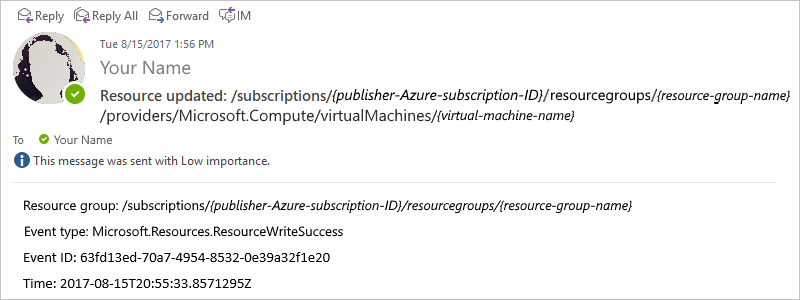 Reply Reply All Forward IM
Tue 8/15/2017 1:56 PM
Your Name
Resource updated: /subscriptions/{publisher-Azure-subscription-ID}/resourcegroups/{resource-group-name}
/providers/Microsoft.Compute/virtualMachines/{virtual-machine-name}
To Your Name
This message was sent with Low importance.
Resource group: /subscriptions/{publisher-Azure-subscription-ID}/resourcegroups/{resource-group-name}
Event type: Microsoft.Resources.ResourceWriteSuccess
Event ID: 63fd13ed-70a7-4954-8532-0e39a32f1e20
Time: 2017-08-15T20:55:33.8571295Z